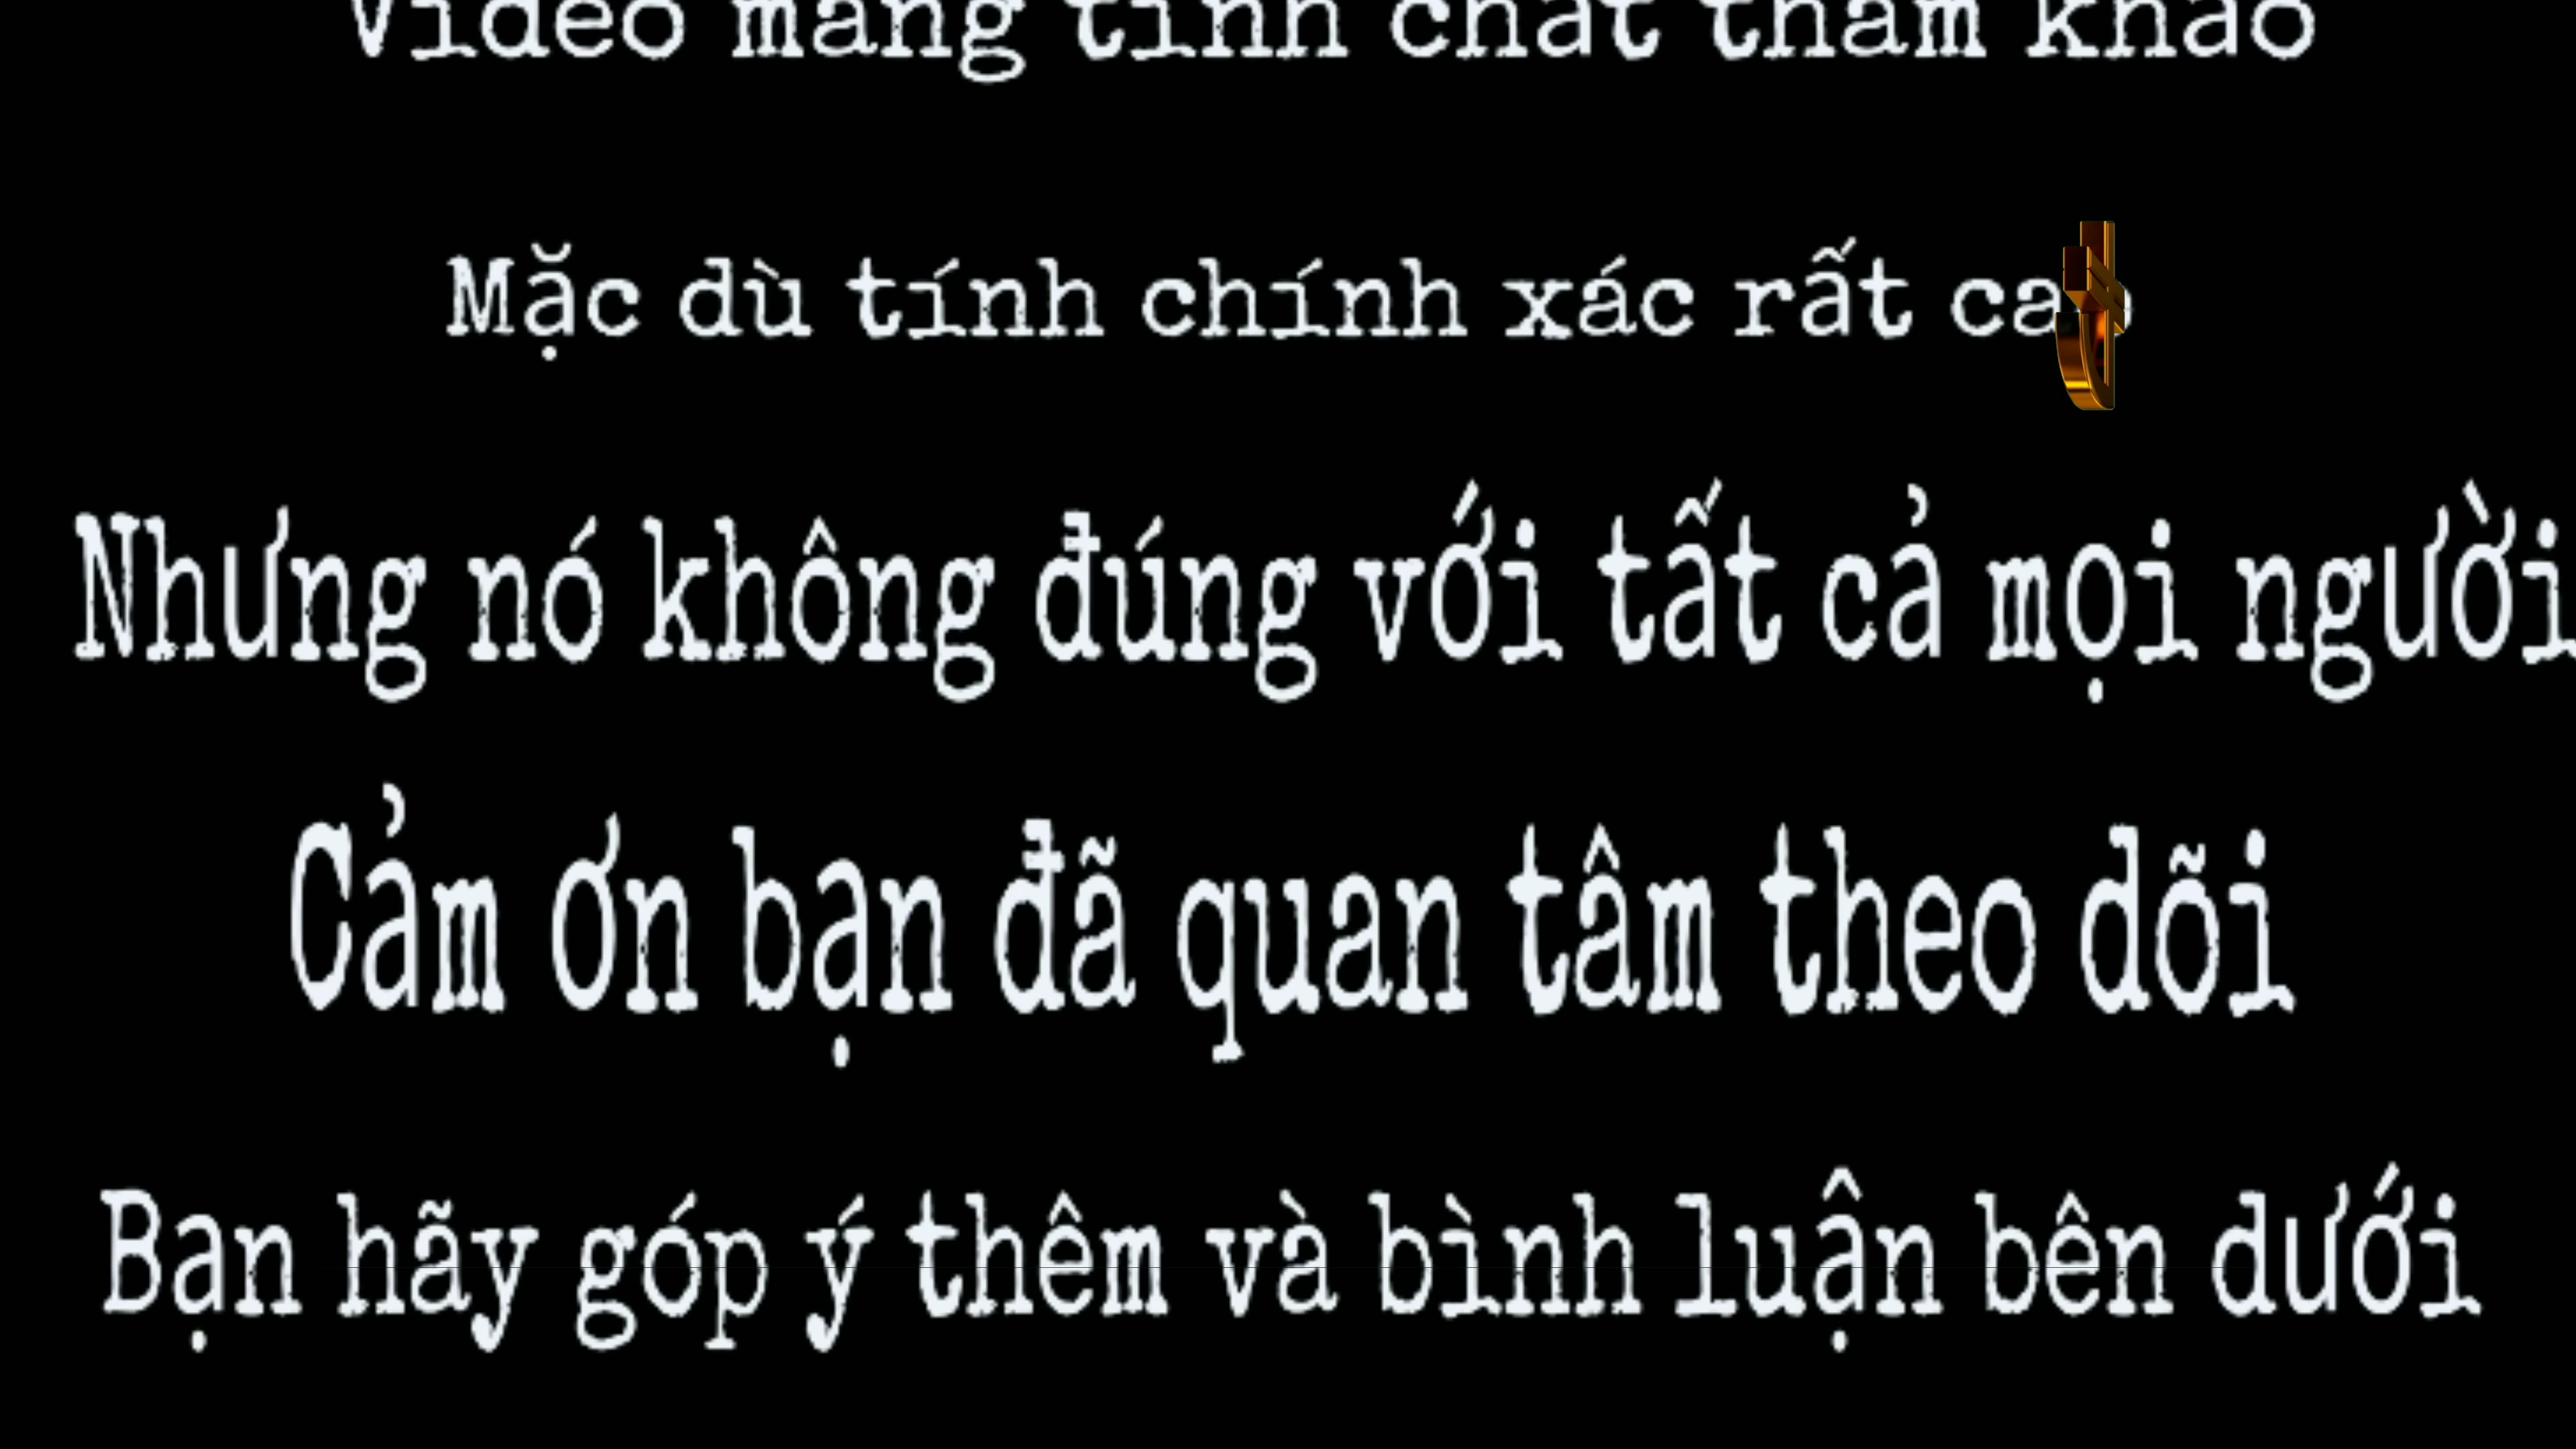 Video mang tính chất tham khảo
Mặc dù tính chính xác rất cao
Nhưng nó không đúng với tất cả mọi người
Cảm ơn bạn đã quan tâm theo dõi
Bạn hãy góp ý thêm và bình luận bên dưới